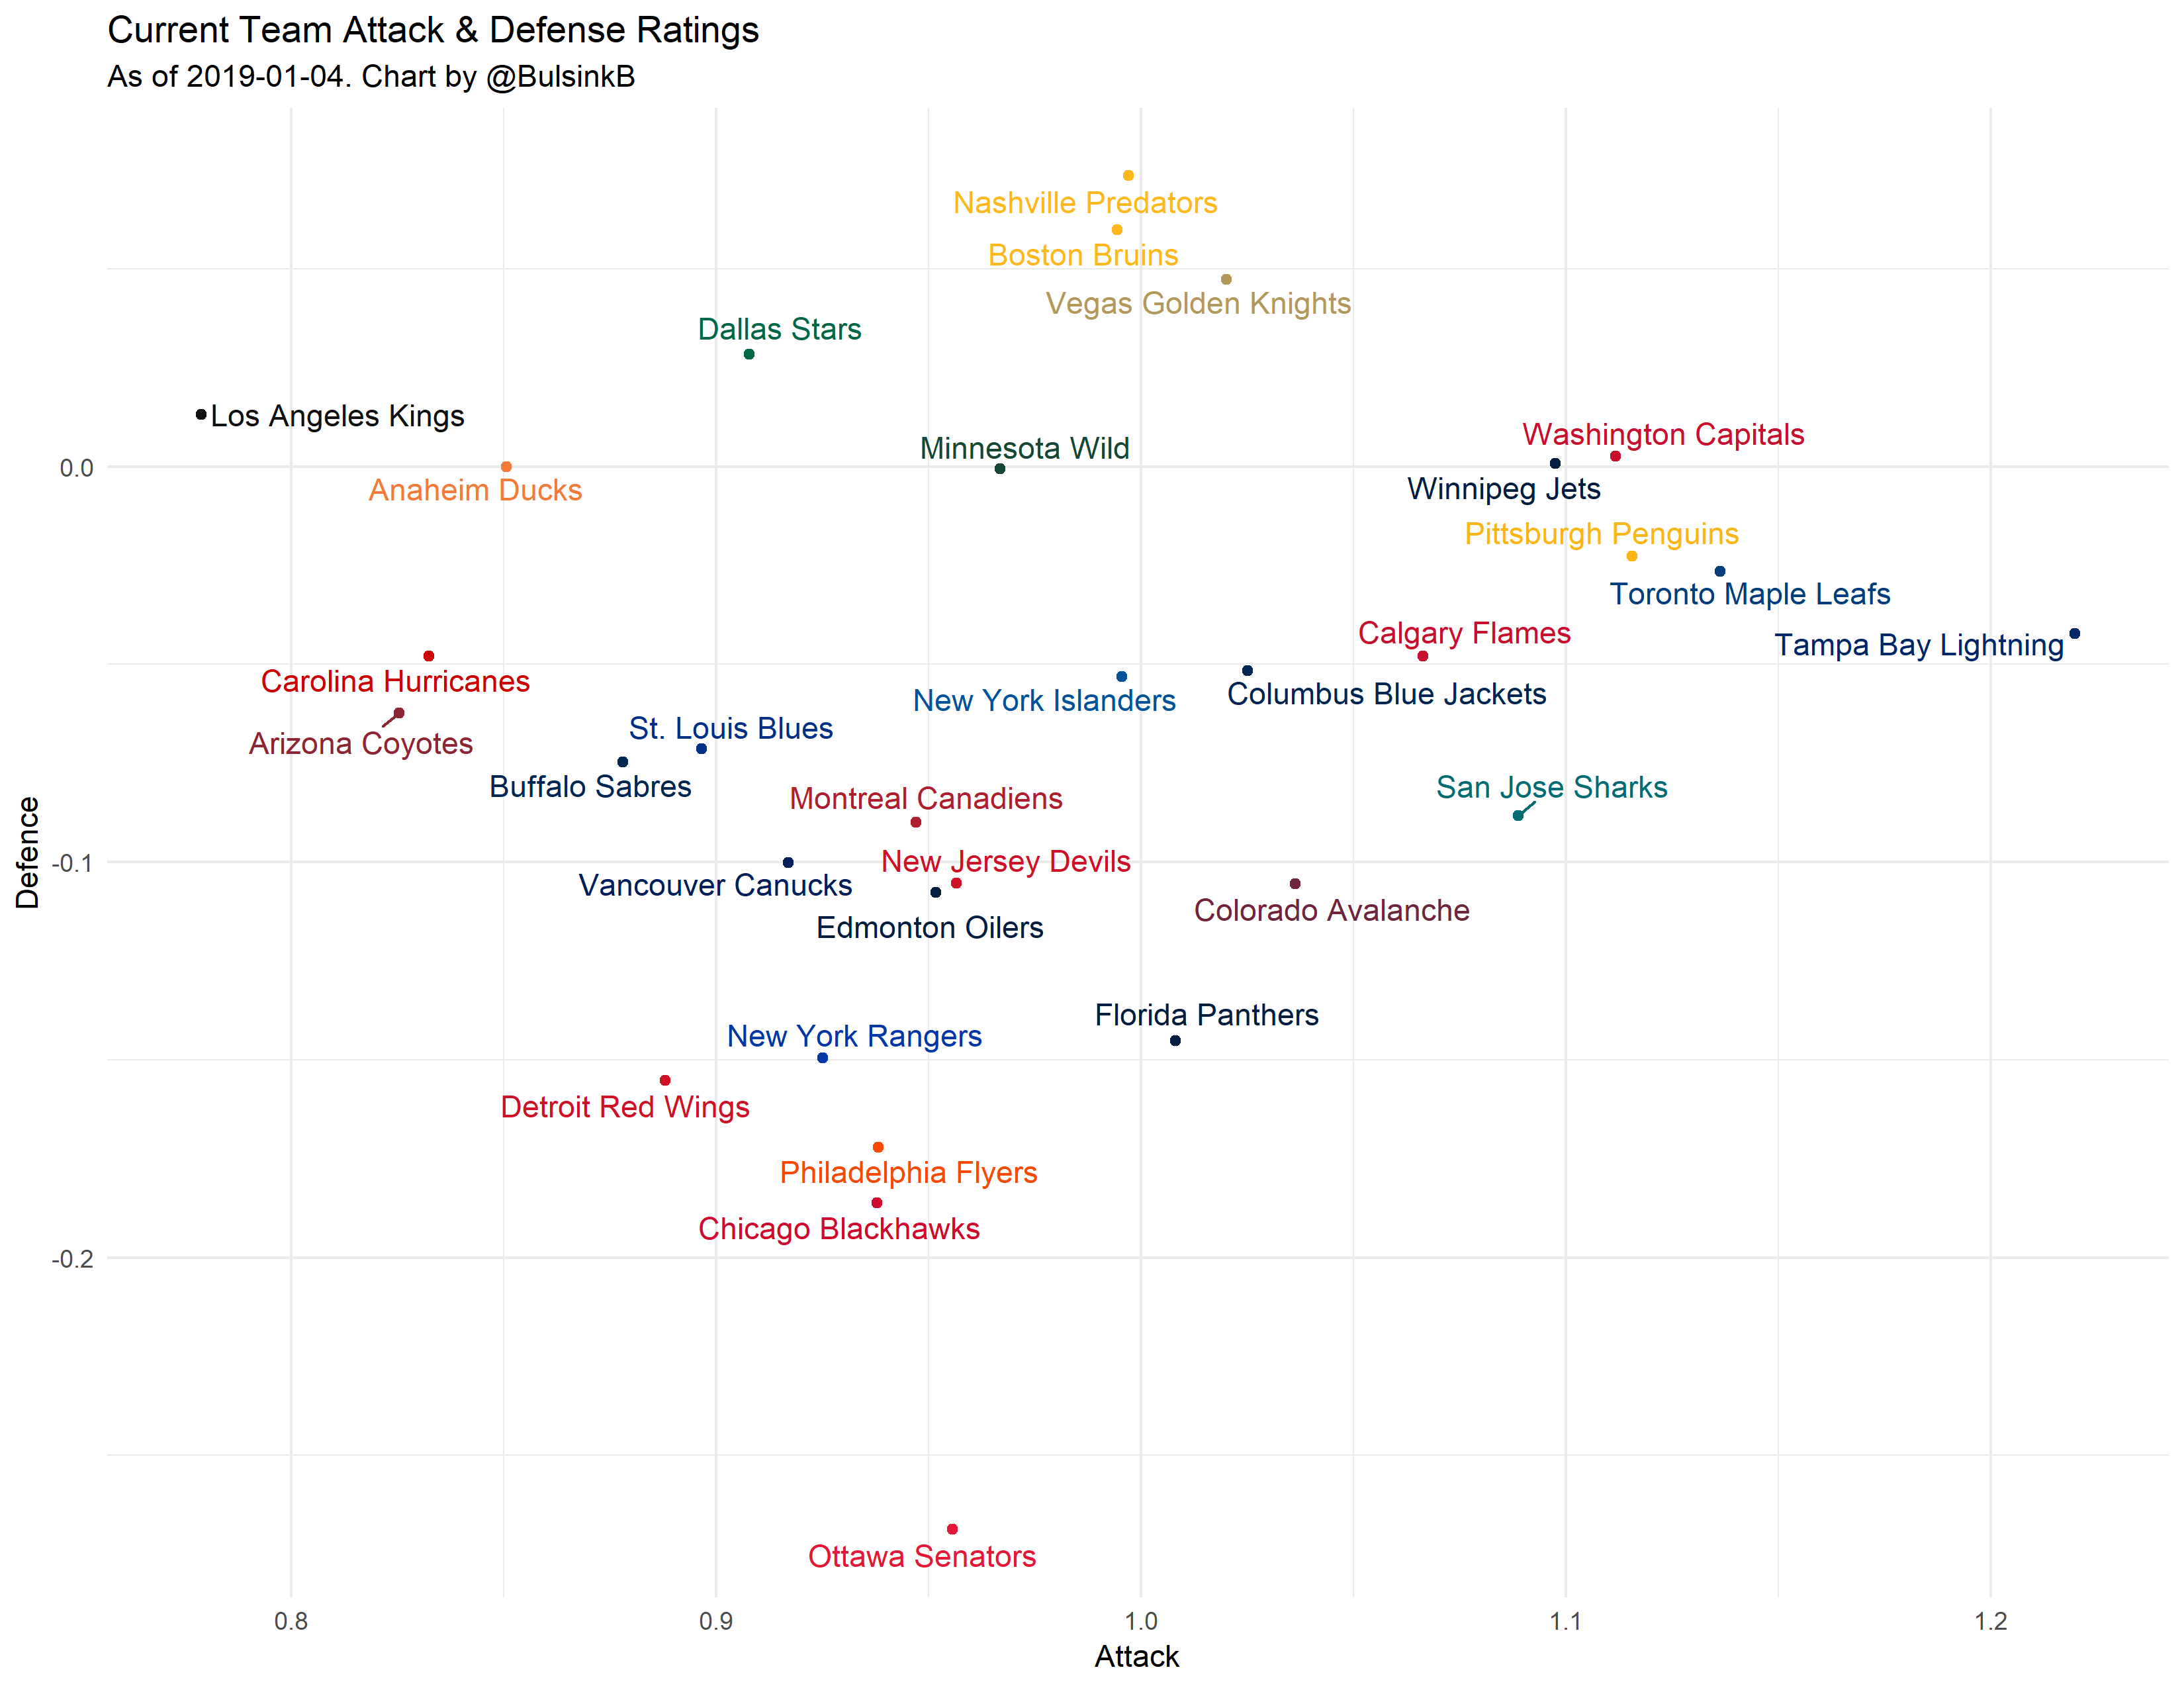 Current Team Attack & Defense Ratings
As of 2019-01-04. Chart by @BulsinkB
Nashville Predators
Boston Bruins
Vegas Golden Knights
Dallas Stars
Los Angeles Kings
Washington Capitals
Minnesota Wild
0.0
Anaheim Ducks
Winnipeg Jets
Pittsburgh Penguins
Toronto Maple Leafs
Calgary Flames
Tampa Bay Lightning
Carolina Hurricanes
Columbus Blue Jackets
New York Islanders
St. Louis Blues
Arizona Coyotes
Buffalo Sabres
San Jose Sharks
Montreal Canadiens
Defence
-0.1
New Jersey Devils
Vancouver Canucks
Colorado Avalanche
Edmonton Oilers
Florida Panthers
New York Rangers
Detroit Red Wings
Philadelphia Flyers
Chicago Blackhawks
-0.2
Ottawa Senators
0.8 0.9 1.0 1.1 1.2
Attack